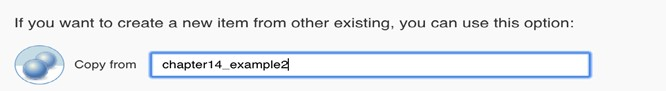 If you want to create a new item from other existing, you can use this option:
Copy from chapter14_example2